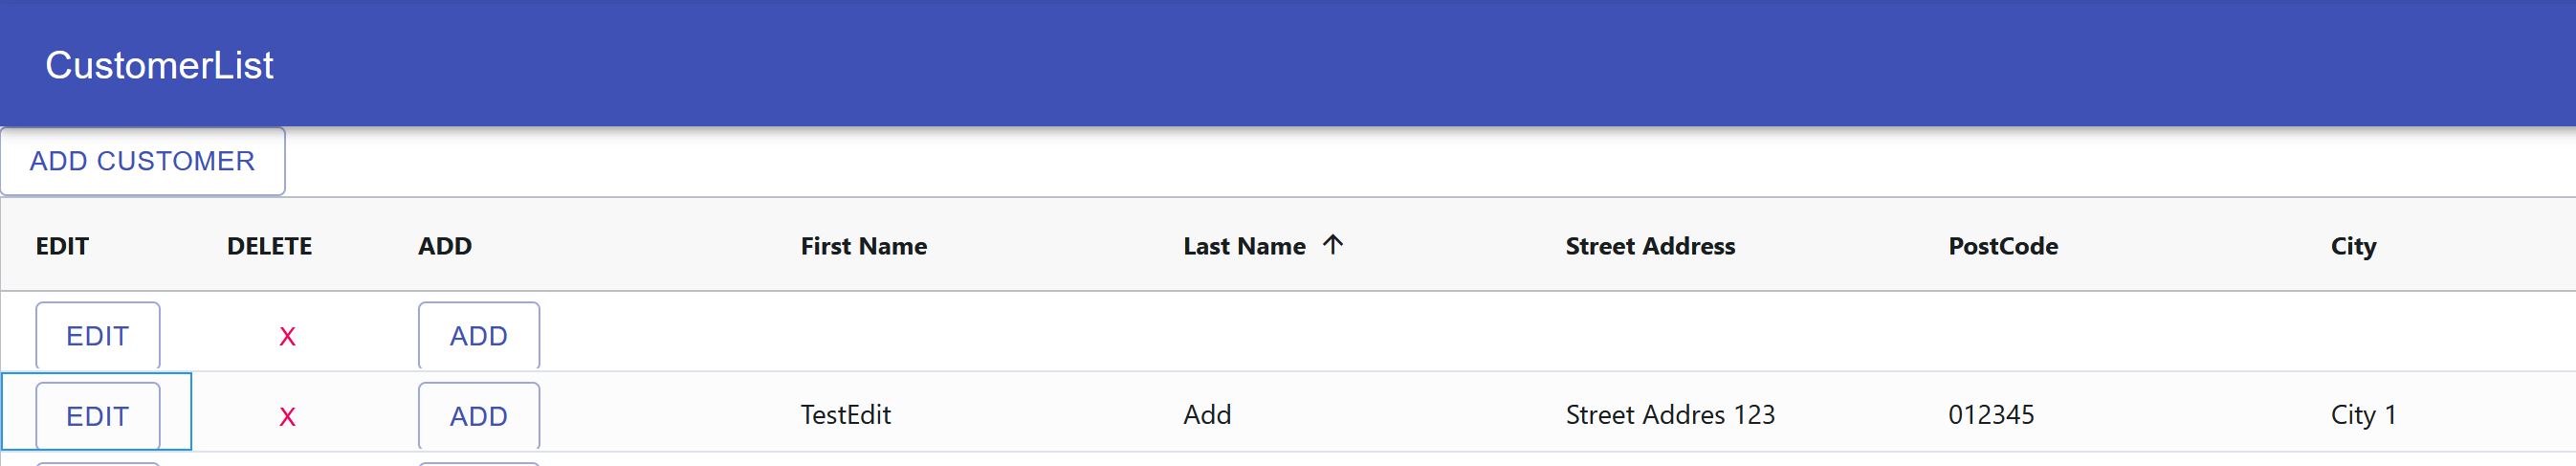 CustomerList
ADD CUSTOMER
EDIT DELETE ADD First Name Last Name ↑ Street Address PostCode City
EDIT X ADD
EDIT X ADD TestEdit Add Street Addres 123 012345 City 1